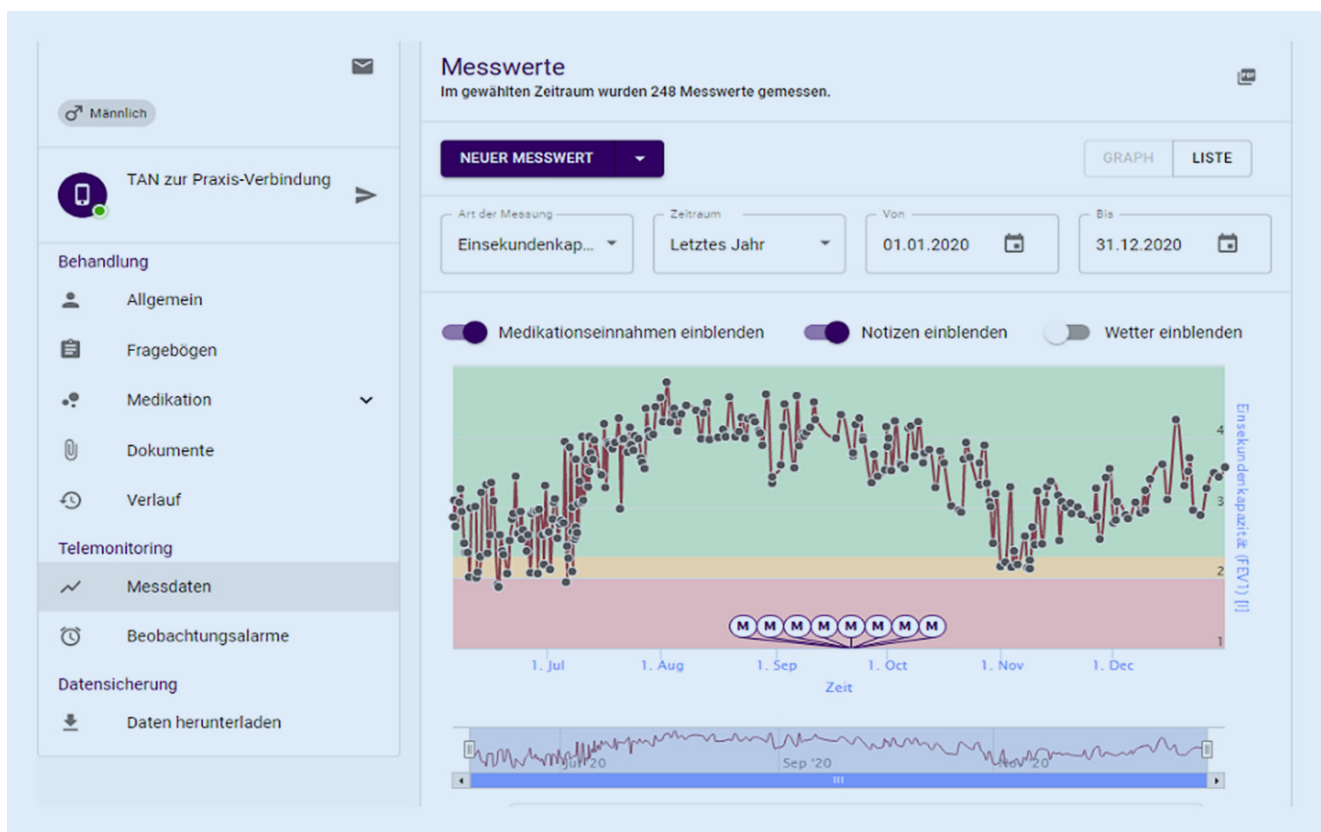 Männlich
TAN zur Praxis-Verbindung
Behandlung
Allgemein
Fragebögen
Medikation
Dokumente
Verlauf
Telemonitoring
Messdaten
Beobachtungsalarme
Datensicherung
Daten herunterladen
Messwerte
Im gewählten Zeitraum wurden 248 Messwerte gemessen.
PDF
NEUER MESSWERT
GRAPH LISTE
Art der Messung Zeitraum Von Bis
Einsekundenkap... Letztes Jahr 01.01.2020 31.12.2020
Medikationseinnahmen einblenden Notizen einblenden Wetter einblenden
4
3
2
1
Einsekundenkapazität (FEV1) [l]
M M M M M M M M
1. Jul 1. Aug 1. Sep 1. Oct 1. Nov 1. Dec
Zeit
Jul '20 Sep '20 Nov '20